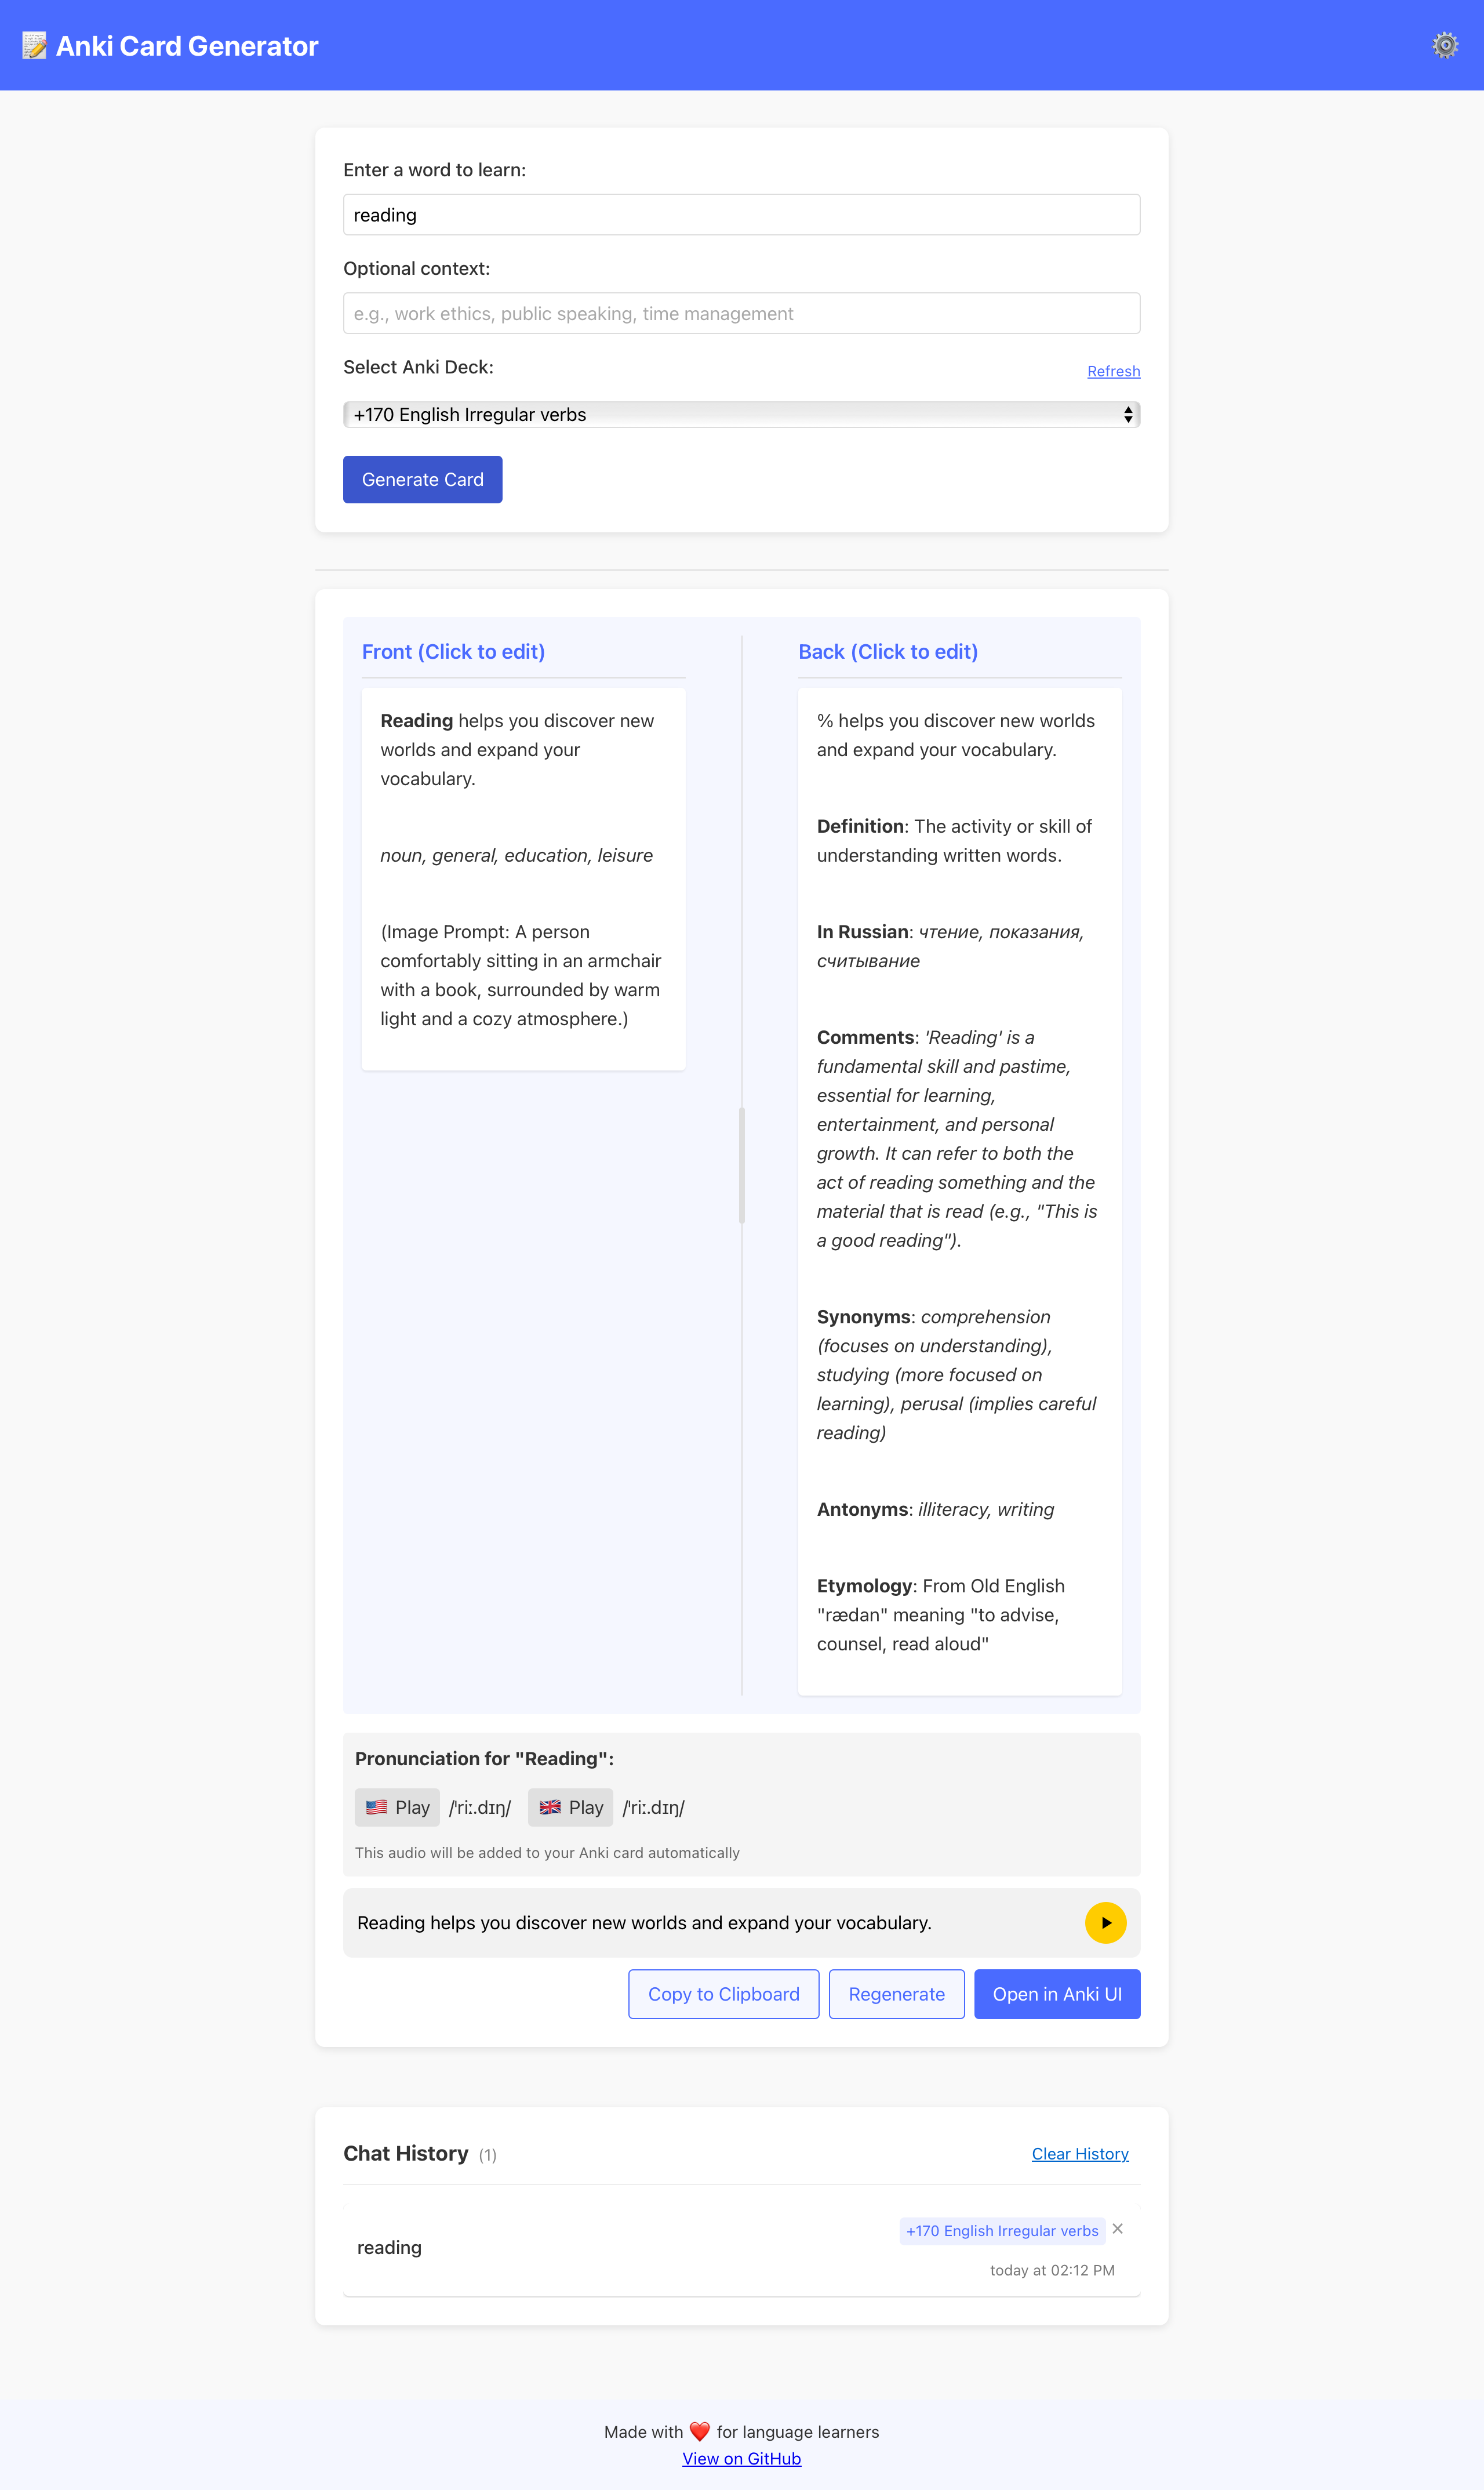 📝 Anki Card Generator
⚙️
Enter a word to learn:
reading
Optional context:
e.g., work ethics, public speaking, time management
Select Anki Deck:
Refresh
+170 English Irregular verbs
Generate Card
Front (Click to edit)
Reading helps you discover new
worlds and expand your
vocabulary.
noun, general, education, leisure
(Image Prompt: A person
comfortably sitting in an armchair
with a book, surrounded by warm
light and a cozy atmosphere.)
Back (Click to edit)
% helps you discover new worlds
and expand your vocabulary.
Definition: The activity or skill of
understanding written words.
In Russian: чтение, показания,
считывание
Comments: 'Reading' is a
fundamental skill and pastime,
essential for learning,
entertainment, and personal
growth. It can refer to both the
act of reading something and the
material that is read (e.g., "This is
a good reading").
Synonyms: comprehension
(focuses on understanding),
studying (more focused on
learning), perusal (implies careful
reading)
Antonyms: illiteracy, writing
Etymology: From Old English
"rædan" meaning "to advise,
counsel, read aloud"
Pronunciation for "Reading":
🇺🇸 Play /ˈriː.dɪŋ/ 🇬🇧 Play /ˈriː.dɪŋ/
This audio will be added to your Anki card automatically
Reading helps you discover new worlds and expand your vocabulary.
Copy to Clipboard
Regenerate
Open in Anki UI
Chat History (1)
Clear History
reading
+170 English Irregular verbs ×
today at 02:12 PM
Made with ❤️ for language learners
View on GitHub